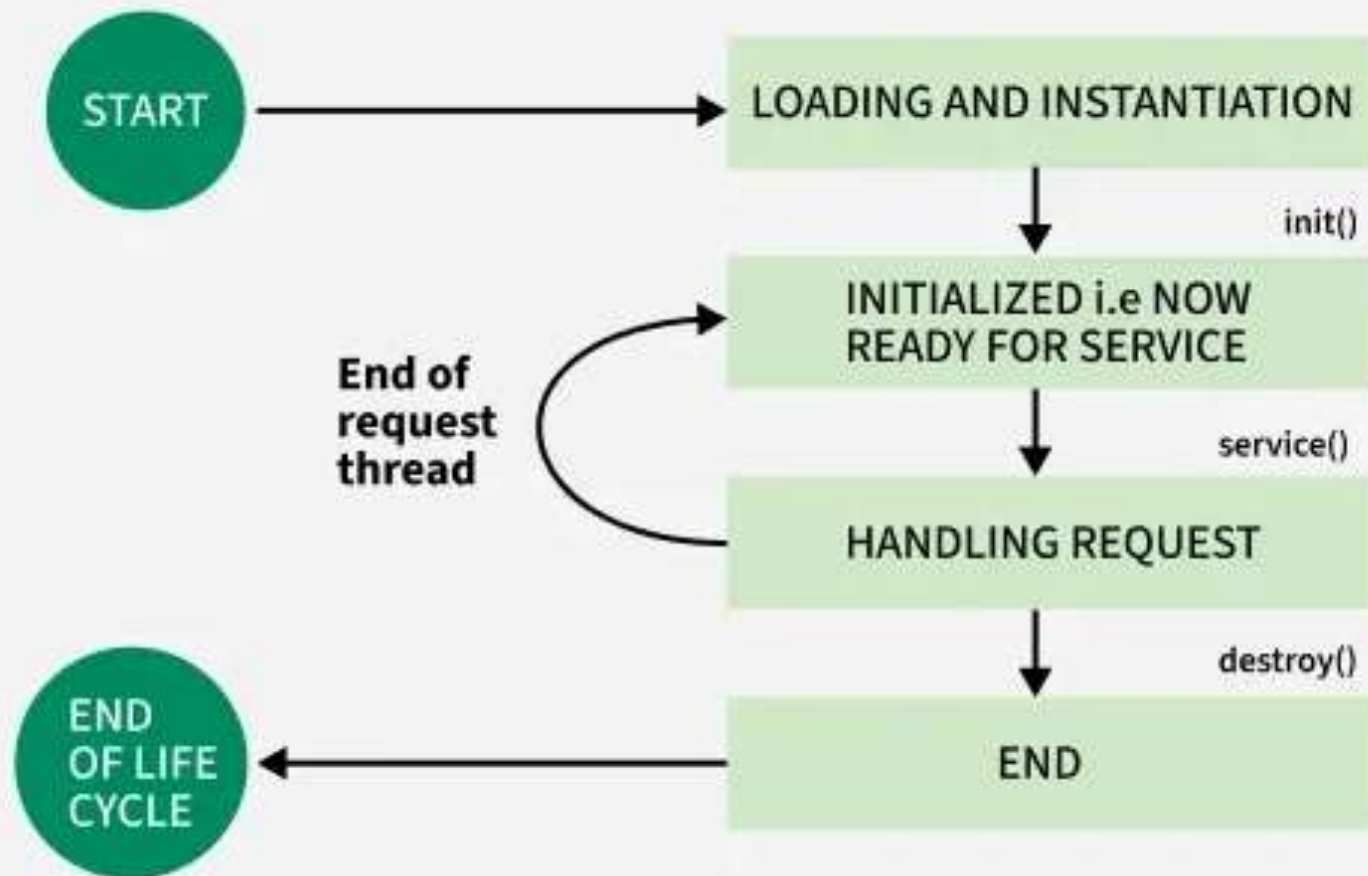 START
LOADING AND INSTANTIATION
init()
INITIALIZED i.e NOW
READY FOR SERVICE
End of
request
thread
service()
HANDLING REQUEST
destroy()
END
OF LIFE
CYCLE
END